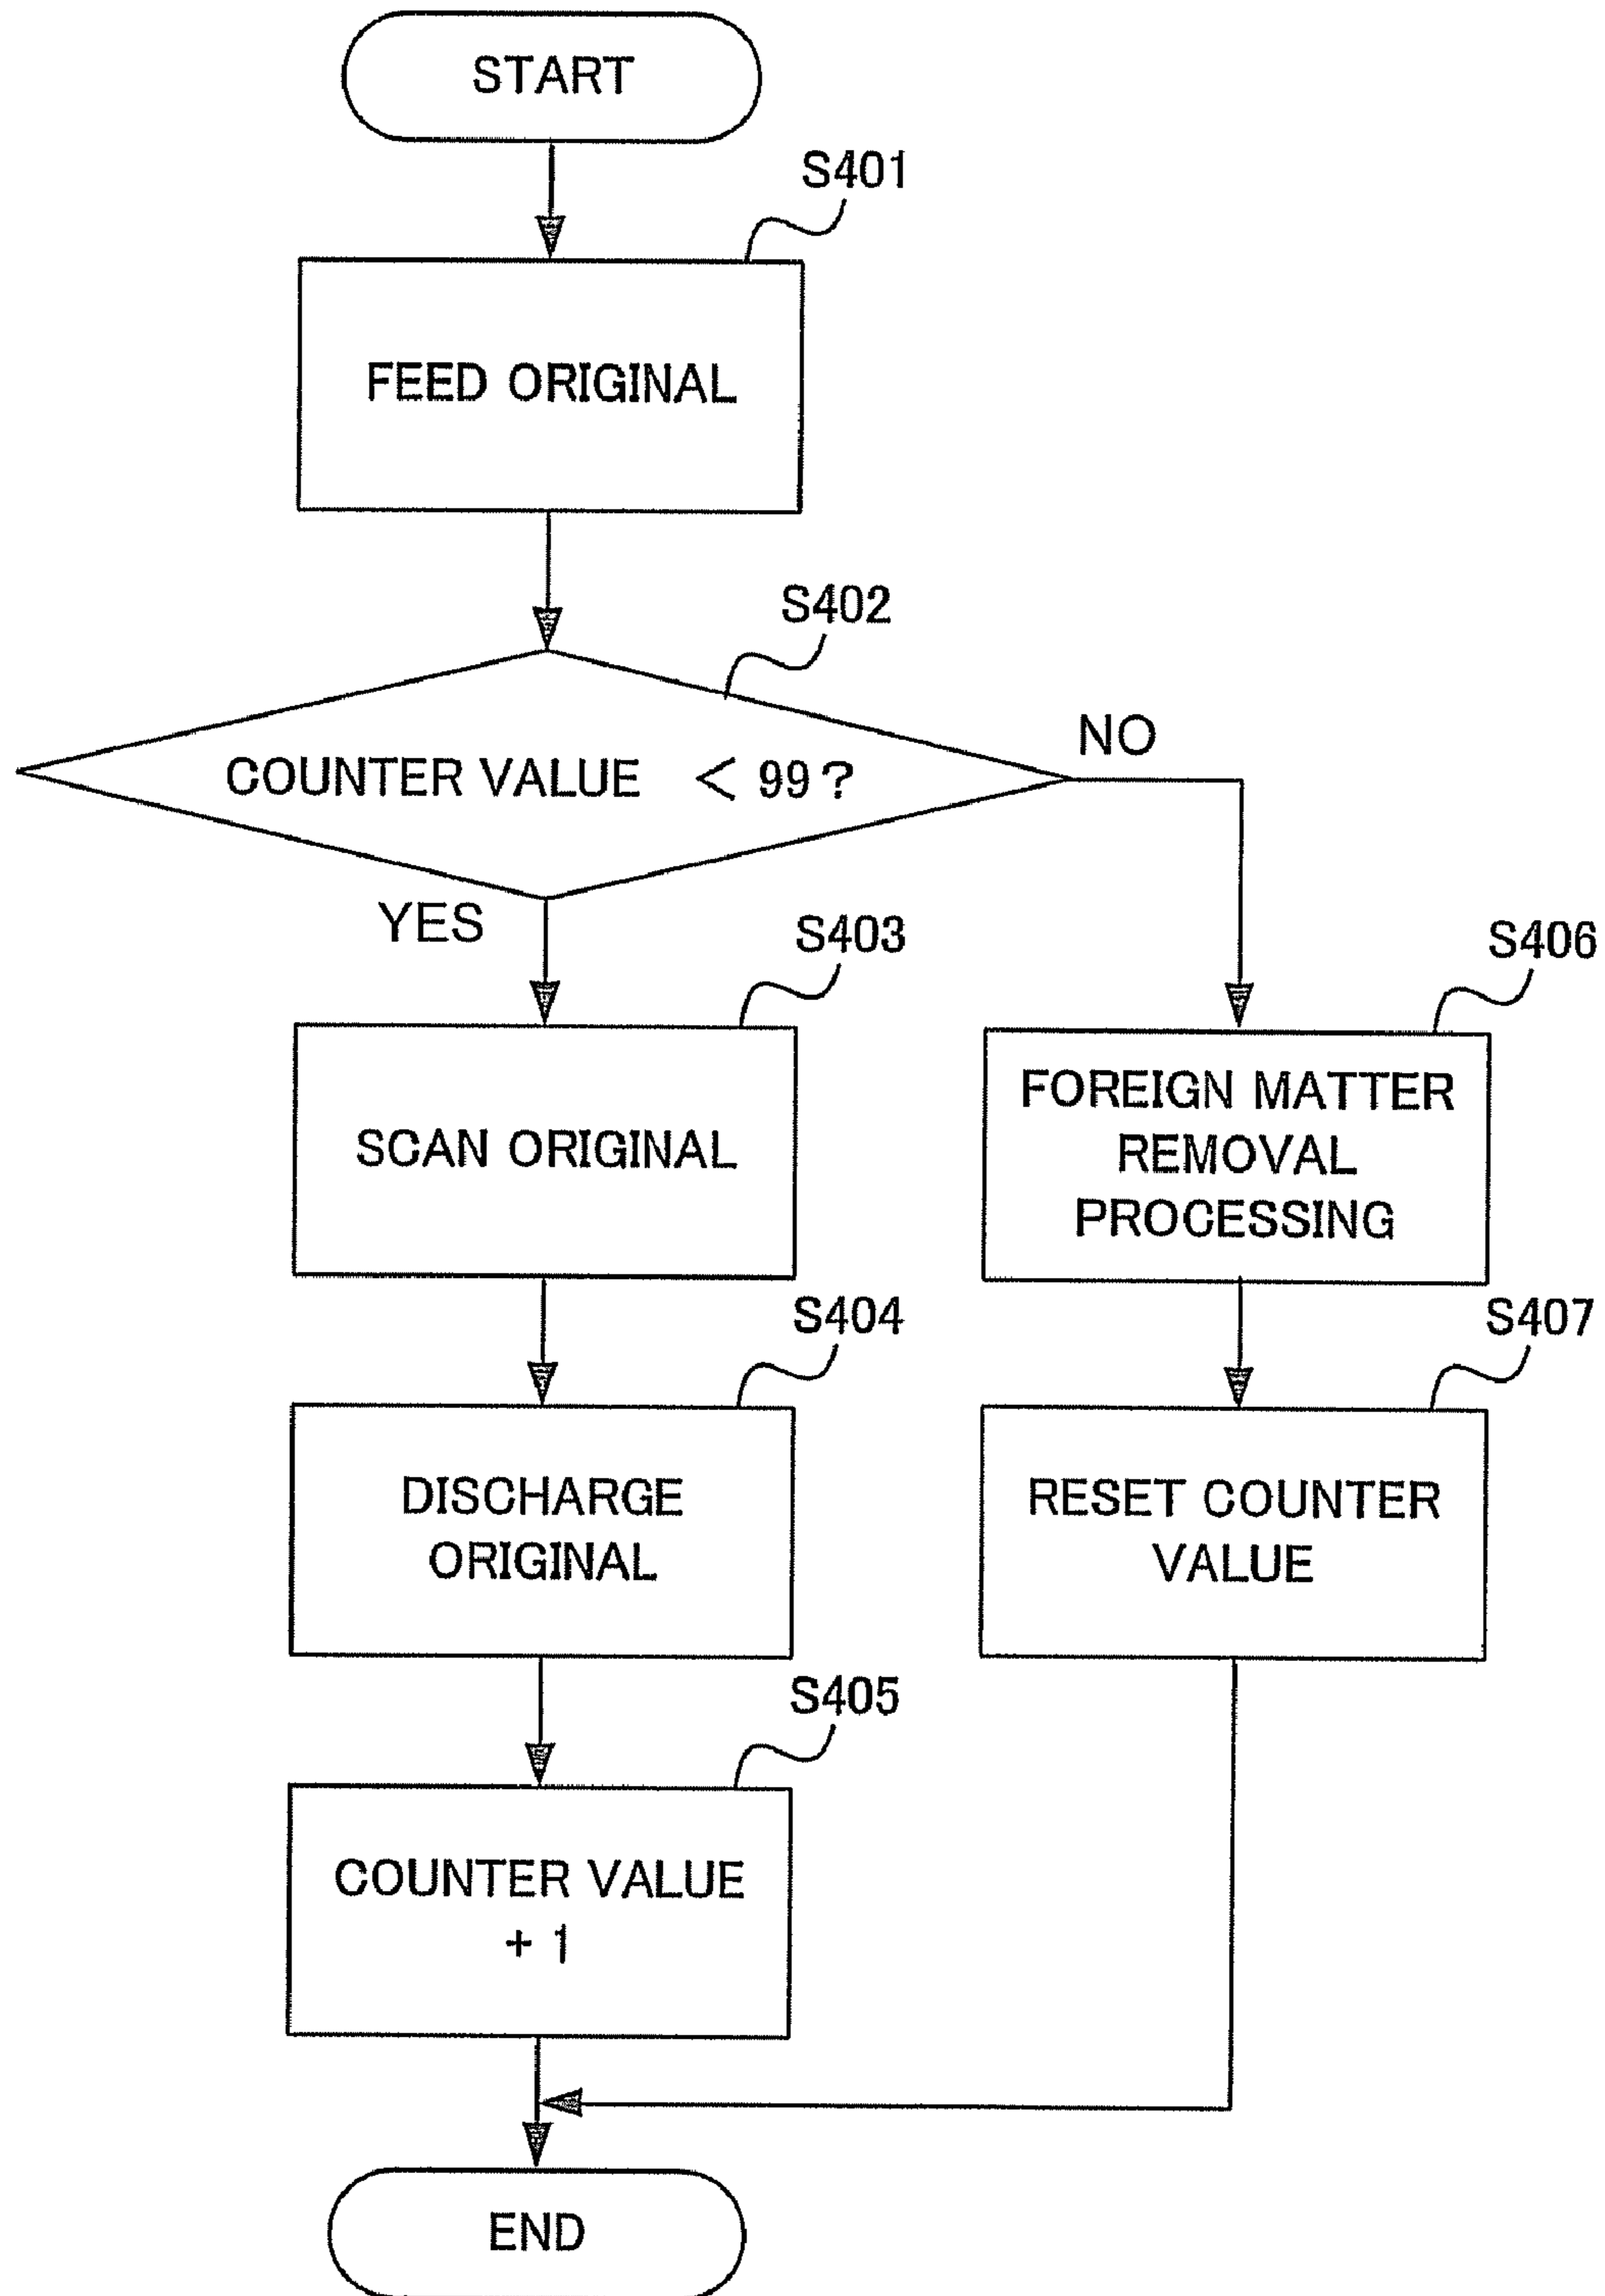 START
S401
FEED ORIGINAL
S402
COUNTER VALUE < 99?
NO
YES
S403
SCAN ORIGINAL
S406
FOREIGN MATTER
REMOVAL
PROCESSING
S404
DISCHARGE
ORIGINAL
S407
RESET COUNTER
VALUE
S405
COUNTER VALUE
+ 1
END